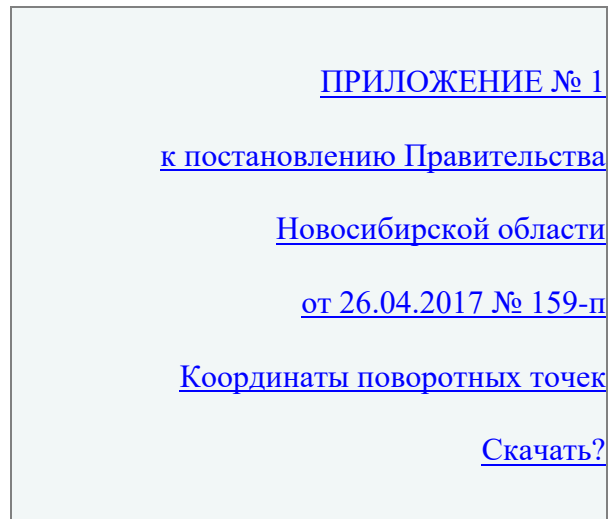 ПРИЛОЖЕНИЕ № 1
к постановлению Правительства
Новосибирской области
от 26.04.2017 № 159-п
Координаты поворотных точек
Скачать?